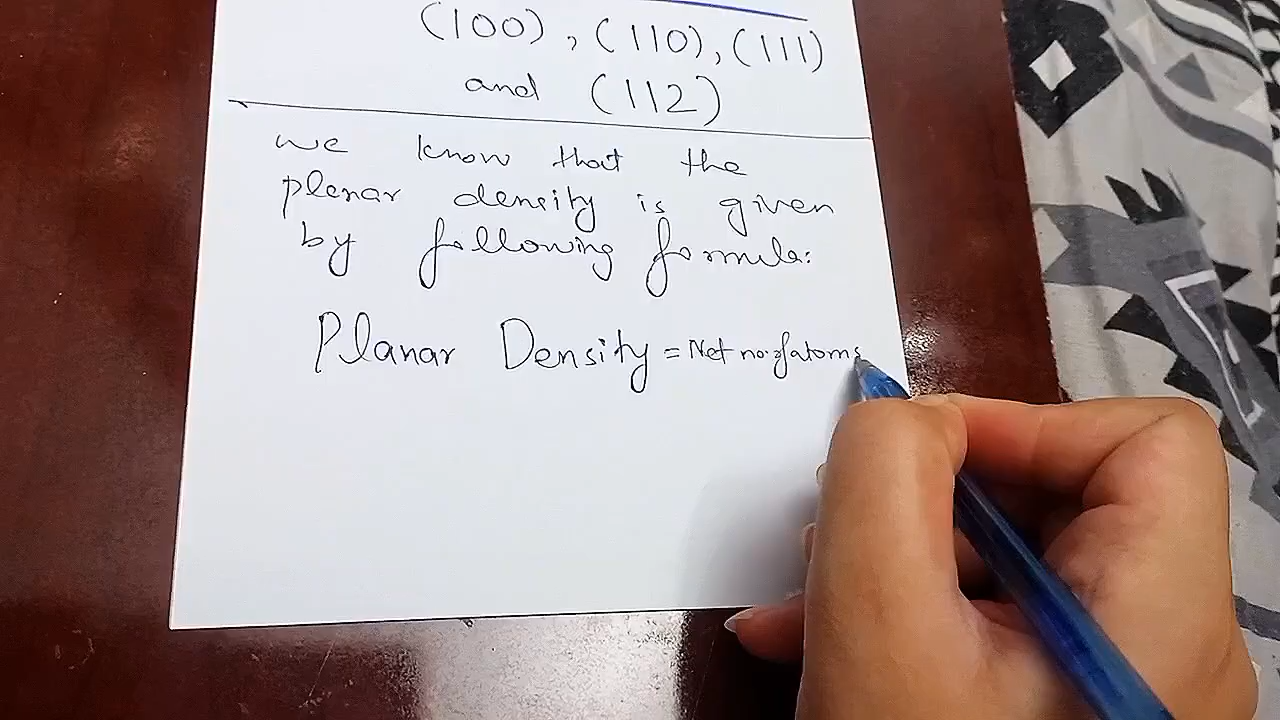 (100), (110), (111)
and (112)
we know that the
planar density is given
by following formula:
Planar Density = Net no. of atoms